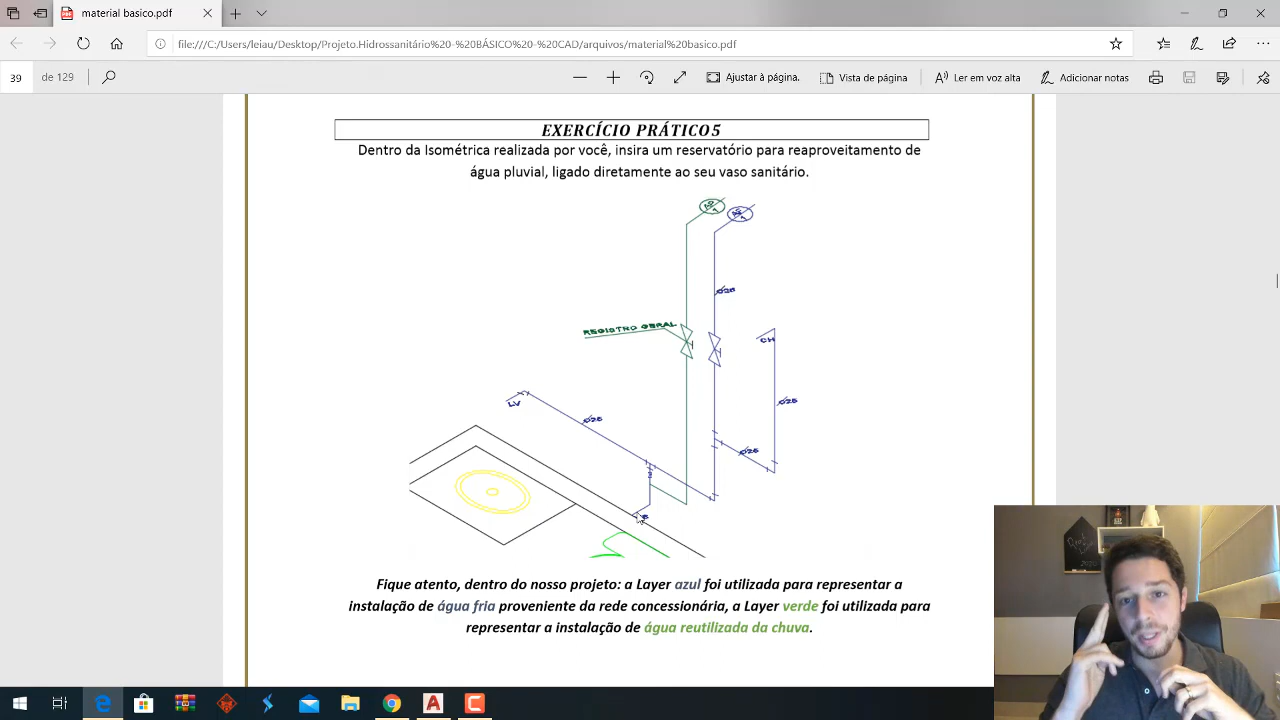 file:///C:/Users/leiau/Desktop/Projeto.Hidrossanitário%20-%20BÁSICO%20-%20CAD/arquivos/material%20basico.pdf
39
de 129
Ajustar à página
Vista de página
Ler em voz alta
Adicionar notas
EXERCÍCIO PRÁTICO5
Dentro da Isométrica realizada por você, insira um reservatório para reaproveitamento de
água pluvial, ligado diretamente ao seu vaso sanitário.
Ø25
REGISTRO GERAL
CH
LV
Ø25
Ø25
Ø25
Fique atento, dentro do nosso projeto: a Layer azul foi utilizada para representar a
instalação de água fria proveniente da rede concessionária, a Layer verde foi utilizada para
representar a instalação de água reutilizada da chuva.